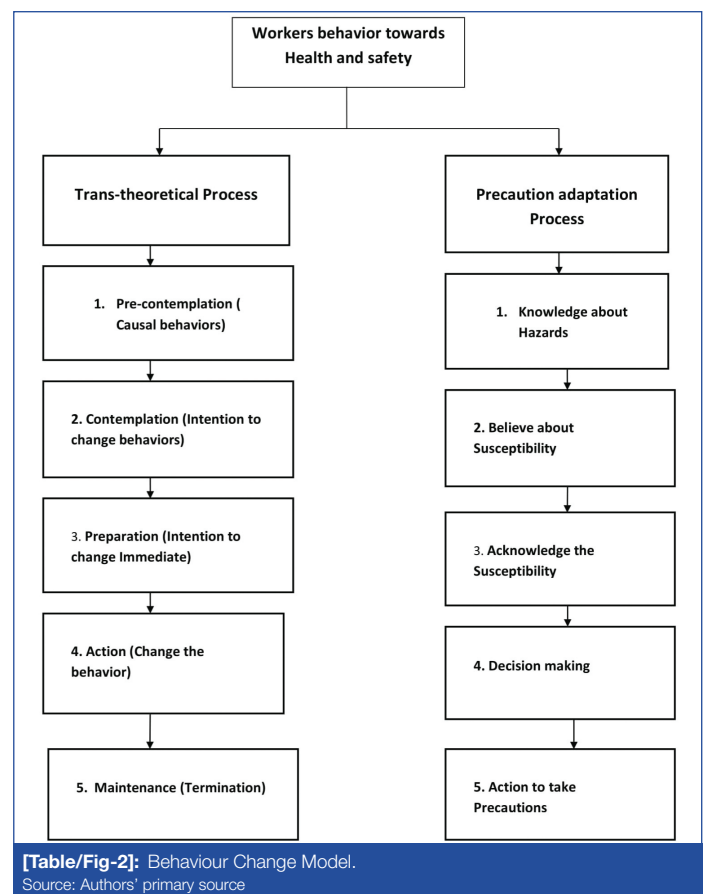 Workers behavior towards
Health and safety
Trans-theoretical Process
1. Pre-contemplation (
Causal behaviors)
2. Contemplation (Intention to
change behaviors)
3. Preparation (Intention to
change Immediate)
4. Action (Change the
behavior)
5. Maintenance (Termination)
Precaution adaptation
Process
1. Knowledge about
Hazards
2. Believe about
Susceptibility
3. Acknowledge the
Susceptibility
4. Decision making
5. Action to take
Precautions
[Table/Fig-2]: Behaviour Change Model.
Source: Authors' primary source